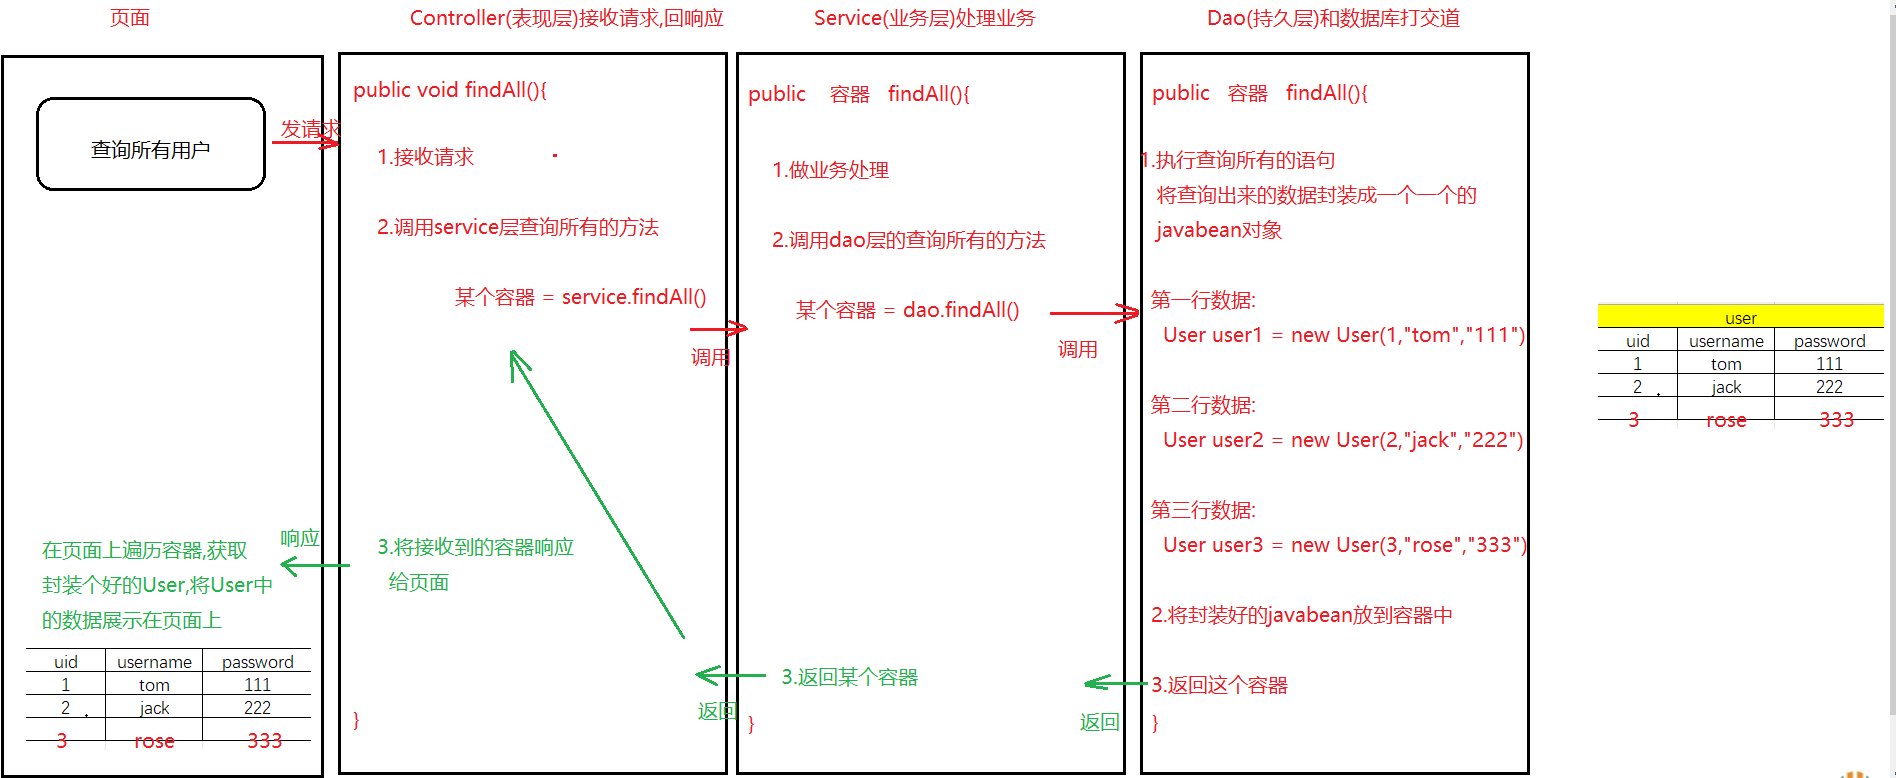 页面
Controller(表现层)接收请求,回响应
Service(业务层)处理业务
Dao(持久层)和数据库打交道
查询所有用户
发请求
public void findAll(){
1.接收请求
2.调用service层查询所有的方法
某个容器 = service.findAll()
调用
3.将接收到的容器响应
给页面
}
响应
在页面上遍历容器,获取
封装个好的User,将User中
的数据展示在页面上
uid username password
1 tom 111
2 jack 222
3 rose 333
public 容器 findAll(){
1.做业务处理
2.调用dao层的查询所有的方法
某个容器 = dao.findAll()
调用
3.返回某个容器
返回
}
public 容器 findAll(){
1.执行查询所有的语句
将查询出来的数据封装成一个一个的
javabean对象
第一行数据:
User user1 = new User(1,"tom","111")
第二行数据:
User user2 = new User(2,"jack","222")
第三行数据:
User user3 = new User(3,"rose","333")
2.将封装好的javabean放到容器中
3.返回这个容器
返回
}
user
uid username password
1 tom 111
2 jack 222
3 rose 333